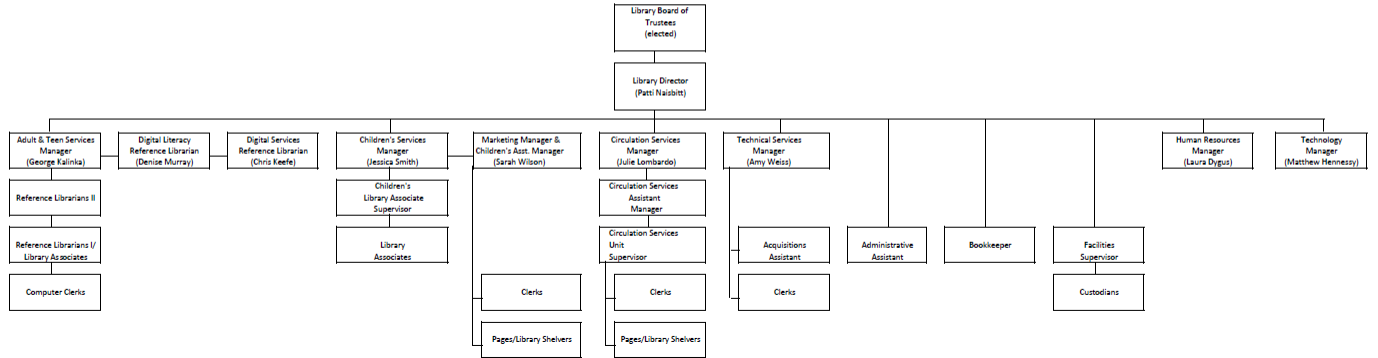 Library Board of
Trustees
(elected)
Library Director
(Patti Naisbitt)
Adult & Teen Services
Manager
(George Kalinka)
Digital Literacy
Reference Librarian
(Denise Murray)
Digital Services
Reference Librarian
(Chris Keefe)
Children's Services
Manager
(Jessica Smith)
Marketing Manager &
Children's Asst. Manager
(Sarah Wilson)
Circulation Services
Manager
(Julie Lombardo)
Technical Services
Manager
(Amy Weiss)
Human Resources
Manager
(Laura Dygus)
Technology
Manager
(Matthew Hennessy)
Reference Librarians II
Children's
Library Associate
Supervisor
Circulation Services
Assistant
Manager
Reference Librarians I/
Library Associates
Library
Associates
Circulation Services
Unit
Supervisor
Acquisitions
Assistant
Administrative
Assistant
Bookkeeper
Facilities
Supervisor
Computer Clerks
Clerks
Clerks
Clerks
Custodians
Pages/Library Shelvers
Pages/Library Shelvers